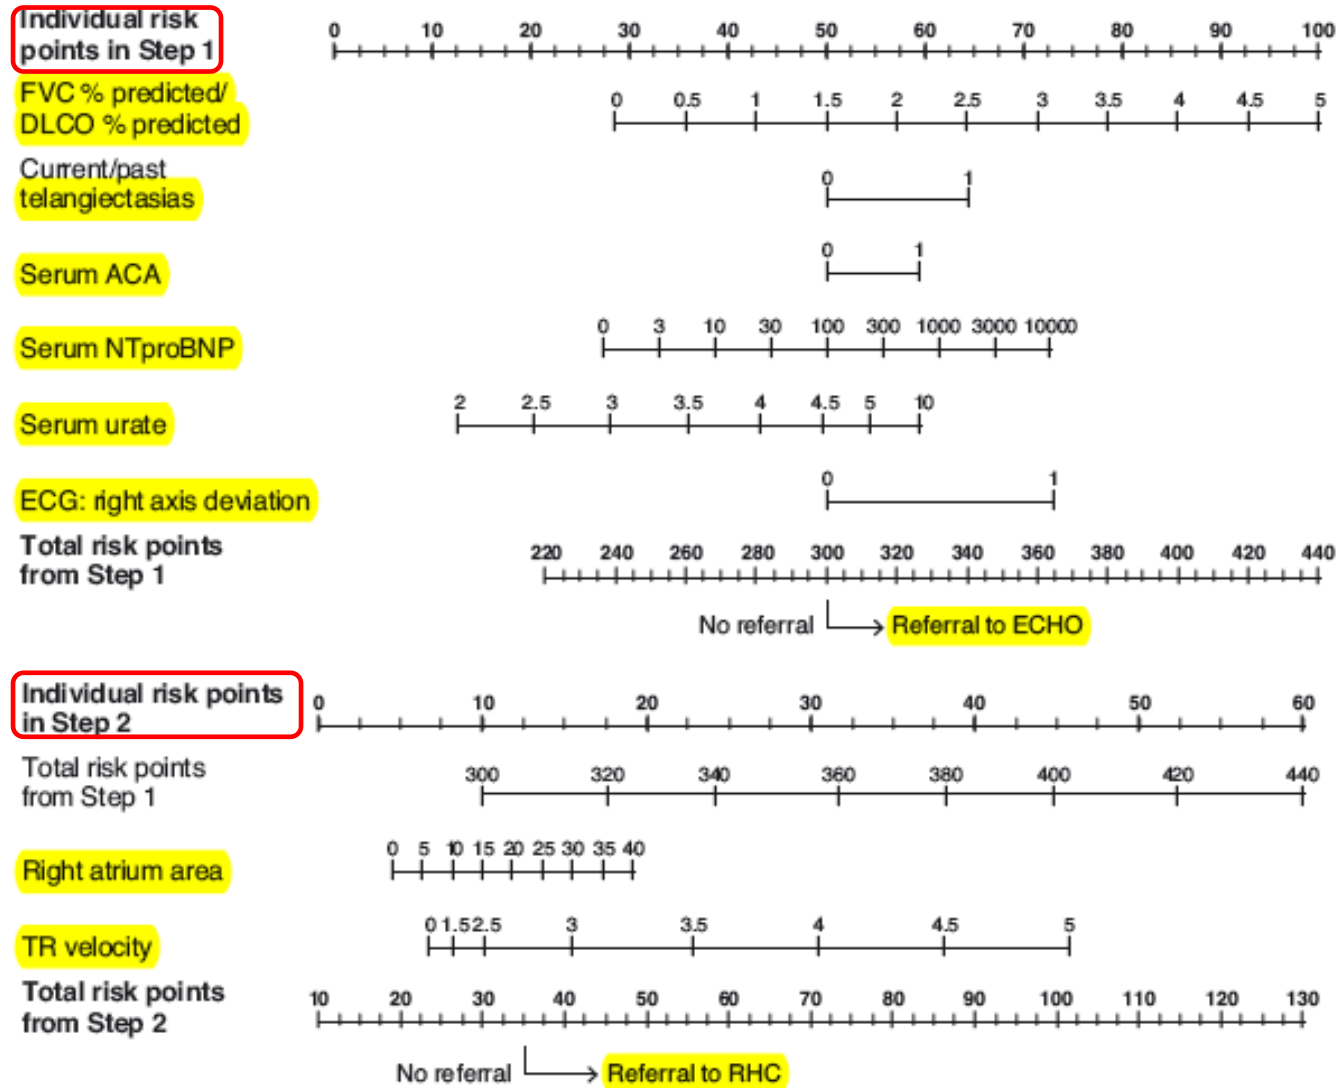 Individual risk
points in Step 1
0 10 20 30 40 50 60 70 80 90 100
FVC % predicted/
DLCO % predicted
0 0.5 1 1.5 2 2.5 3 3.5 4 4.5 5
Current/past
telangiectasias
0 1
Serum ACA
0 1
Serum NTproBNP
0 3 10 30 100 300 1000 3000 10000
Serum urate
2 2.5 3 3.5 4 4.5 5 10
ECG: right axis deviation
0 1
Total risk points
from Step 1
220 240 260 280 300 320 340 360 380 400 420 440
No referral Referral to ECHO
Individual risk points
in Step 2
0 10 20 30 40 50 60
Total risk points
from Step 1
300 320 340 360 380 400 420 440
Right atrium area
0 5 10 15 20 25 30 35 40
TR velocity
0 1.5 2.5 3 3.5 4 4.5 5
Total risk points
from Step 2
10 20 30 40 50 60 70 80 90 100 110 120 130
No referral Referral to RHC